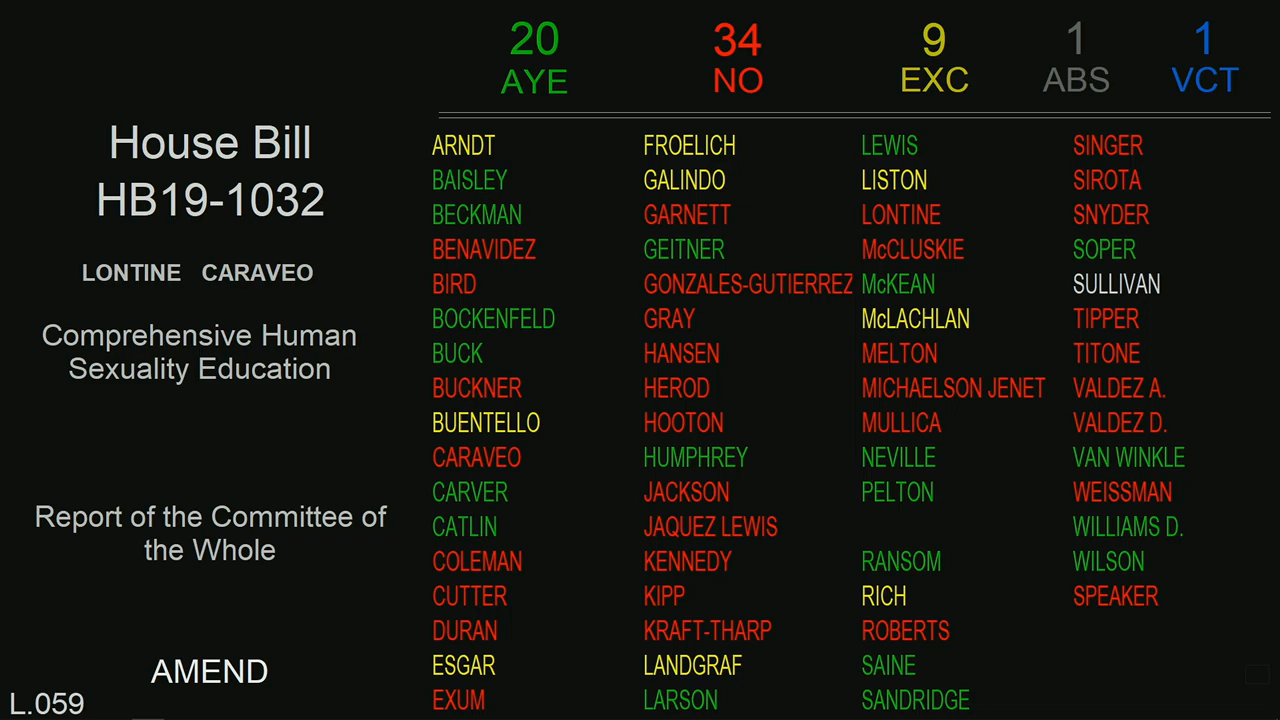 20 34 9 1 1
AYE NO EXC ABS VCT
House Bill
HB19-1032
LONTINE CARAVEO
Comprehensive Human
Sexuality Education
Report of the Committee of
the Whole
AMEND
L.059
ARNDT FROELICH LEWIS SINGER
BAISLEY GALINDO LISTON SIROTA
BECKMAN GARNETT LONTINE SNYDER
BENAVIDEZ GEITNER McCLUSKIE SOPER
BIRD GONZALES-GUTIERREZ McKEAN SULLIVAN
BOCKENFELD GRAY McLACHLAN TIPPER
BUCK HANSEN MELTON TITONE
BUCKNER HEROD MICHAELSON JENET VALDEZ A.
BUENTELLO HOOTON MULLICA VALDEZ D.
CARAVEO HUMPHREY NEVILLE VAN WINKLE
CARVER JACKSON PELTON WEISSMAN
CATLIN JAQUEZ LEWIS WILLIAMS D.
COLEMAN KENNEDY RANSOM WILSON
CUTTER KIPP RICH SPEAKER
DURAN KRAFT-THARP ROBERTS
ESGAR LANDGRAF SAINE
EXUM LARSON SANDRIDGE